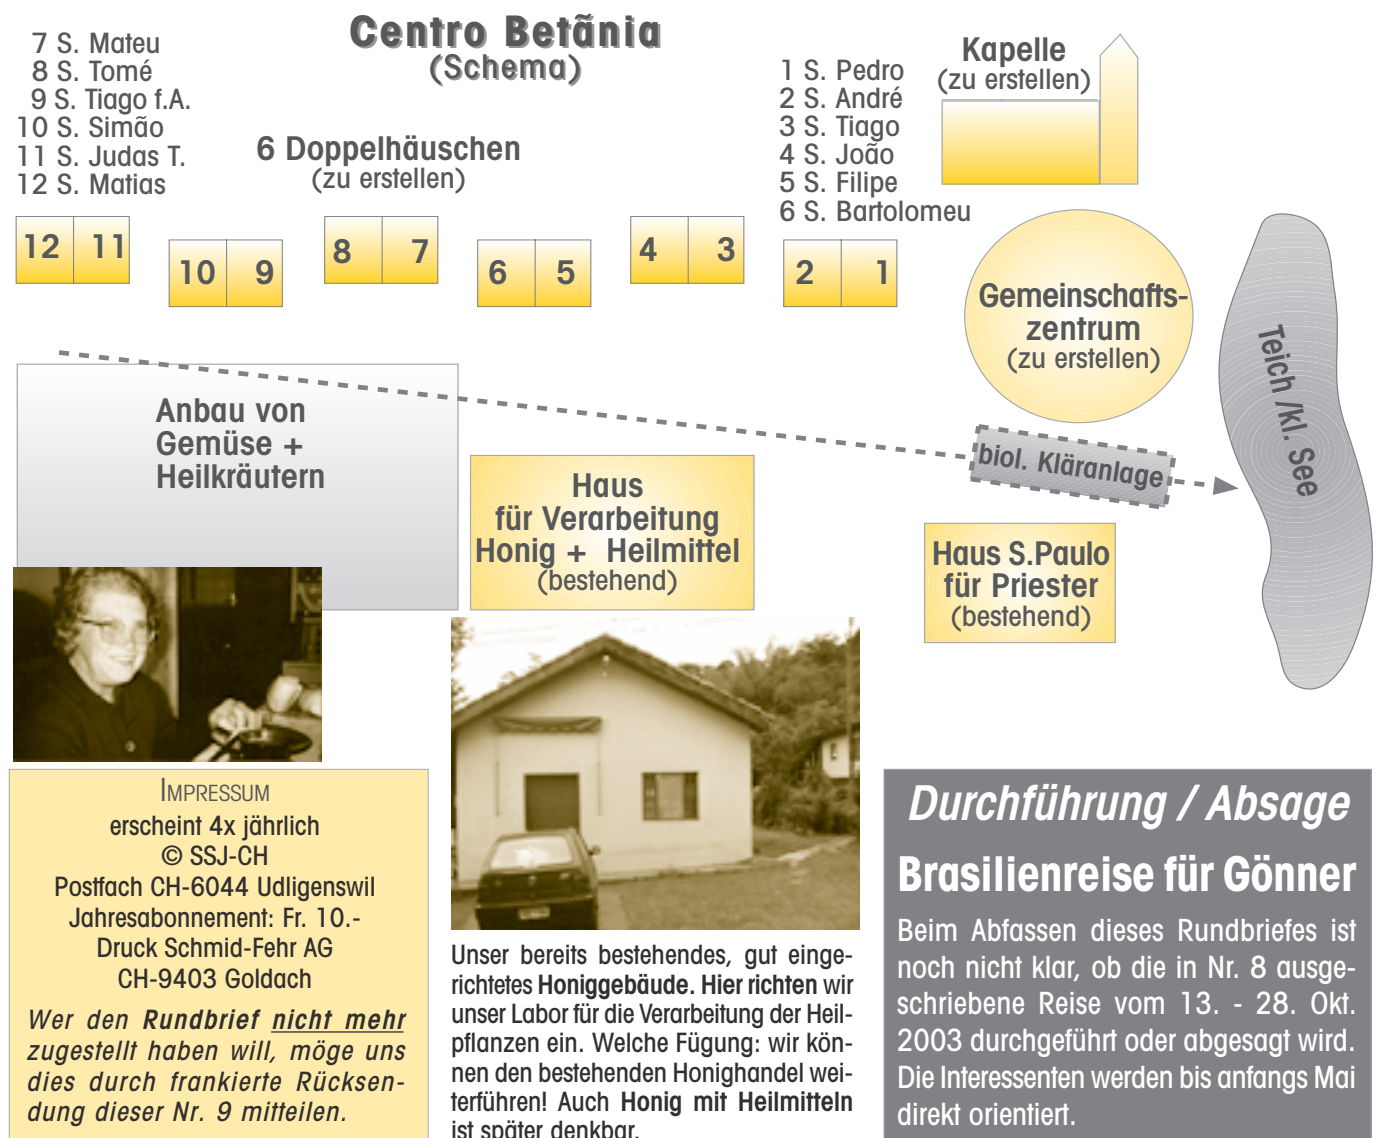 Centro Betãnia
(Schema)
7 S. Mateu
8 S. Tomé
9 S. Tiago f.A.
10 S. Simão
11 S. Judas T.
12 S. Matias
6 Doppelhäuschen
(zu erstellen)
1 S. Pedro
2 S. André
3 S. Tiago
4 S. João
5 S. Filipe
6 S. Bartolomeu
Kapelle
(zu erstellen)
12 11
10 9
8 7
6 5
4 3
2 1
Gemeinschafts-
zentrum
(zu erstellen)
Teich /kl. See
Anbau von
Gemüse +
Heilkräutern
biol. Kläranlage
Haus
für Verarbeitung
Honig + Heilmittel
(bestehend)
Haus S.Paulo
für Priester
(bestehend)
IMPRESSUM
erscheint 4x jährlich
© SSJ-CH
Postfach CH-6044 Udligenswil
Jahresabonnement: Fr. 10.-
Druck Schmid-Fehr AG
CH-9403 Goldach
Wer den Rundbrief nicht mehr
zugestellt haben will, möge uns
dies durch frankierte Rücksen-
dung dieser Nr. 9 mitteilen.
Unser bereits bestehendes, gut einge-
richtetes Honiggebäude. Hier richten wir
unser Labor für die Verarbeitung der Heil-
pflanzen ein. Welche Fügung: wir kön-
nen den bestehenden Honighandel wei-
terführen! Auch Honig mit Heilmitteln
ist später denkbar.
Durchführung / Absage
Brasilienreise für Gönner
Beim Abfassen dieses Rundbriefes ist
noch nicht klar, ob die in Nr. 8 ausge-
schriebene Reise vom 13. - 28. Okt.
2003 durchgeführt oder abgesagt wird.
Die Interessenten werden bis anfangs Mai
direkt orientiert.